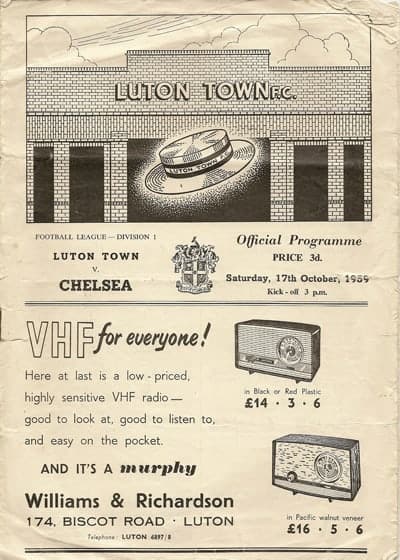 LUTON TOWN F.C.
LUTON TOWN F.C.
FOOTBALL LEAGUE — DIVISION 1
LUTON TOWN
V.
CHELSEA
Official Programme
PRICE 3d.
Saturday, 17th October, 1959
Kick-off 3 p.m.
VHF for everyone!
Here at last is a low-priced,
highly sensitive VHF radio —
good to look at, good to listen to,
and easy on the pocket.
AND IT'S A murphy
Williams & Richardson
174, BISCOT ROAD · LUTON
Telephone: LUTON 4897/8
in Black or Red Plastic
£14 · 3 · 6
in Pacific walnut veneer
£16 · 5 · 6